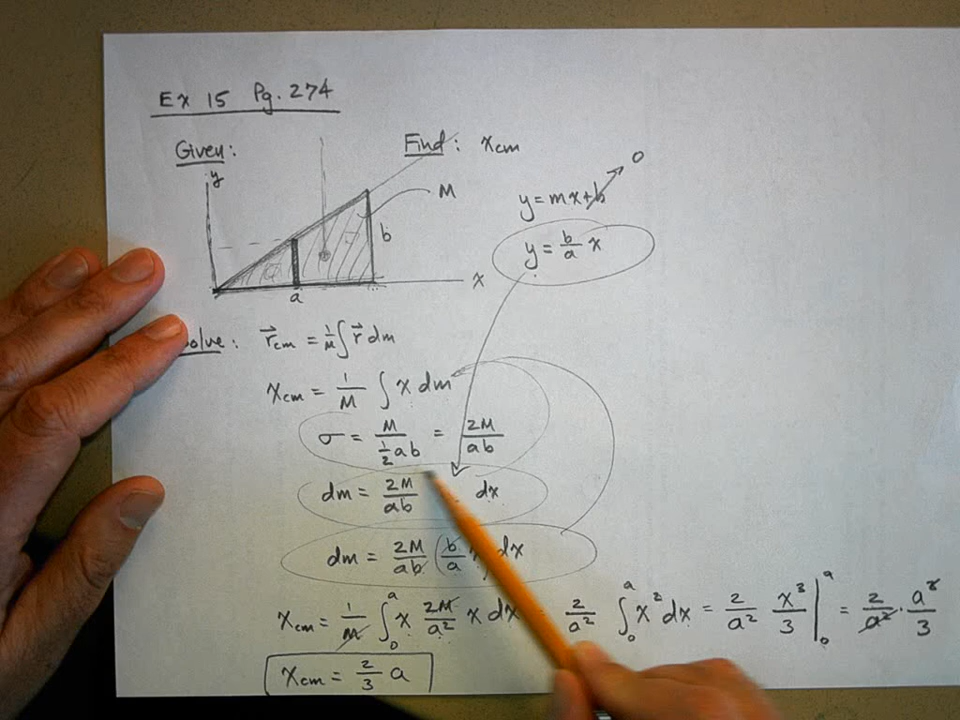 Ex 15 Pg. 274
Given:
Find: xcm
y
M
b
x
a
y = mx + b → 0
y = b/a x
Solve: r⃗cm = 1/M ∫ r⃗ dm
xcm = 1/M ∫ x dm
σ = M / ½ab = 2M/ab
dm = 2M/ab dx
dm = 2M/ab (b/a x) dx
xcm = 1/M ∫₀ᵃ x 2M/a² x dx = 2/a² ∫₀ᵃ x² dx = 2/a² x³/3 |₀ᵃ = 2/a² · a³/3
xcm = 2/3 a